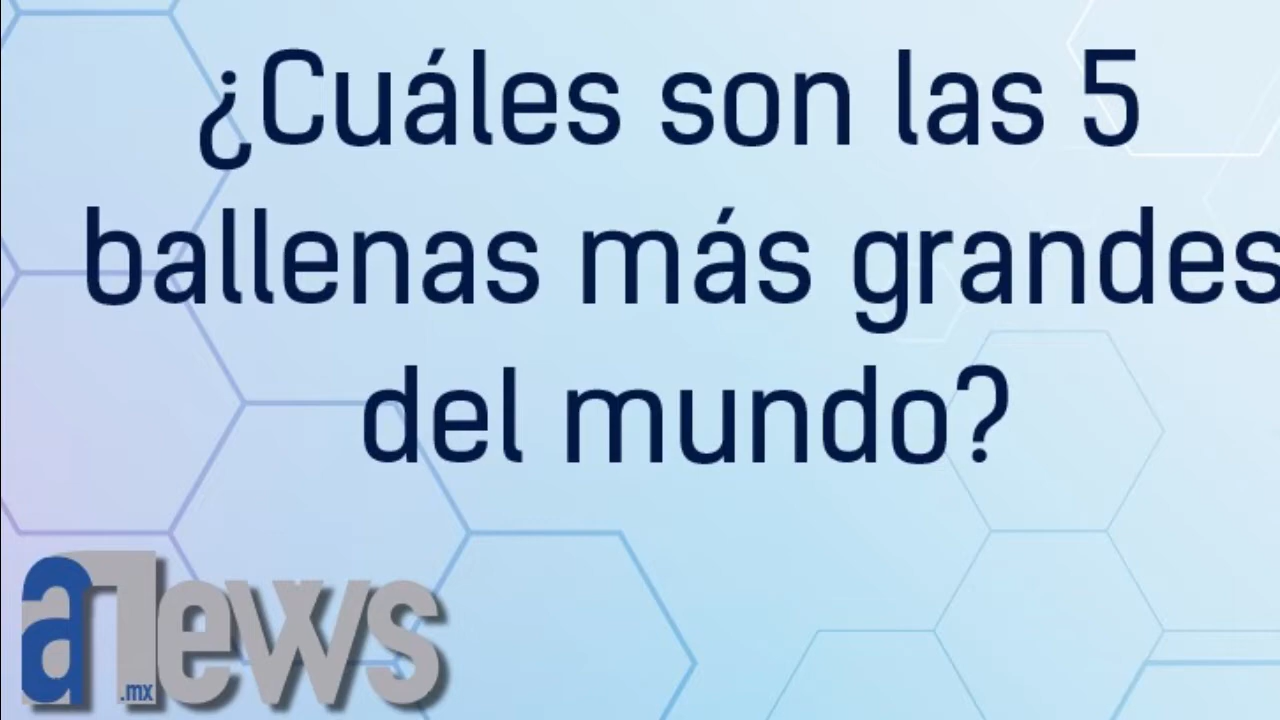 ¿Cuáles son las 5
ballenas más grandes
del mundo?
aNews
.mx